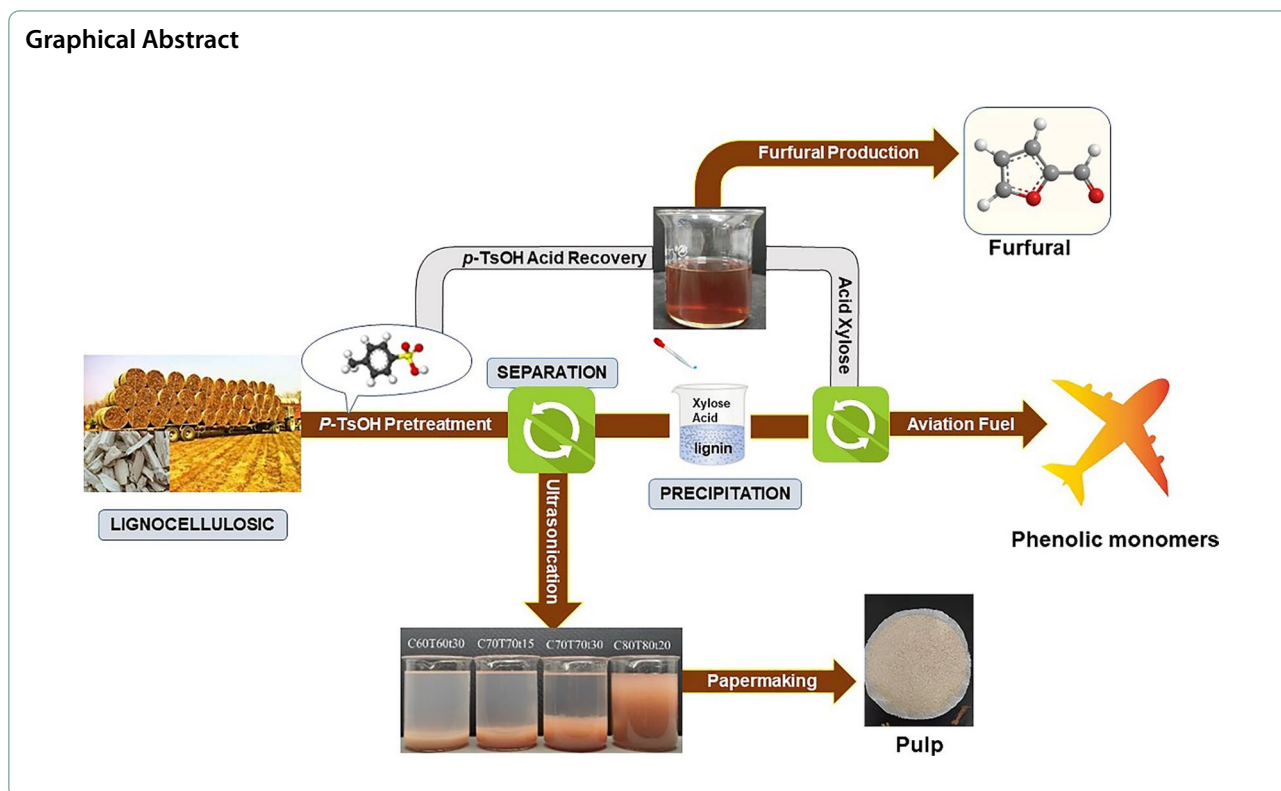 Graphical Abstract
Furfural Production
Furfural
p-TsOH Acid Recovery
Acid Xylose
SEPARATION
P-TsOH Pretreatment
Xylose
Acid
lignin
Aviation Fuel
LIGNOCELLULOSIC
PRECIPITATION
Phenolic monomers
Ultrasonication
C60T60t30 C70T70t15 C70T70t30 C80T80t20
Papermaking
Pulp